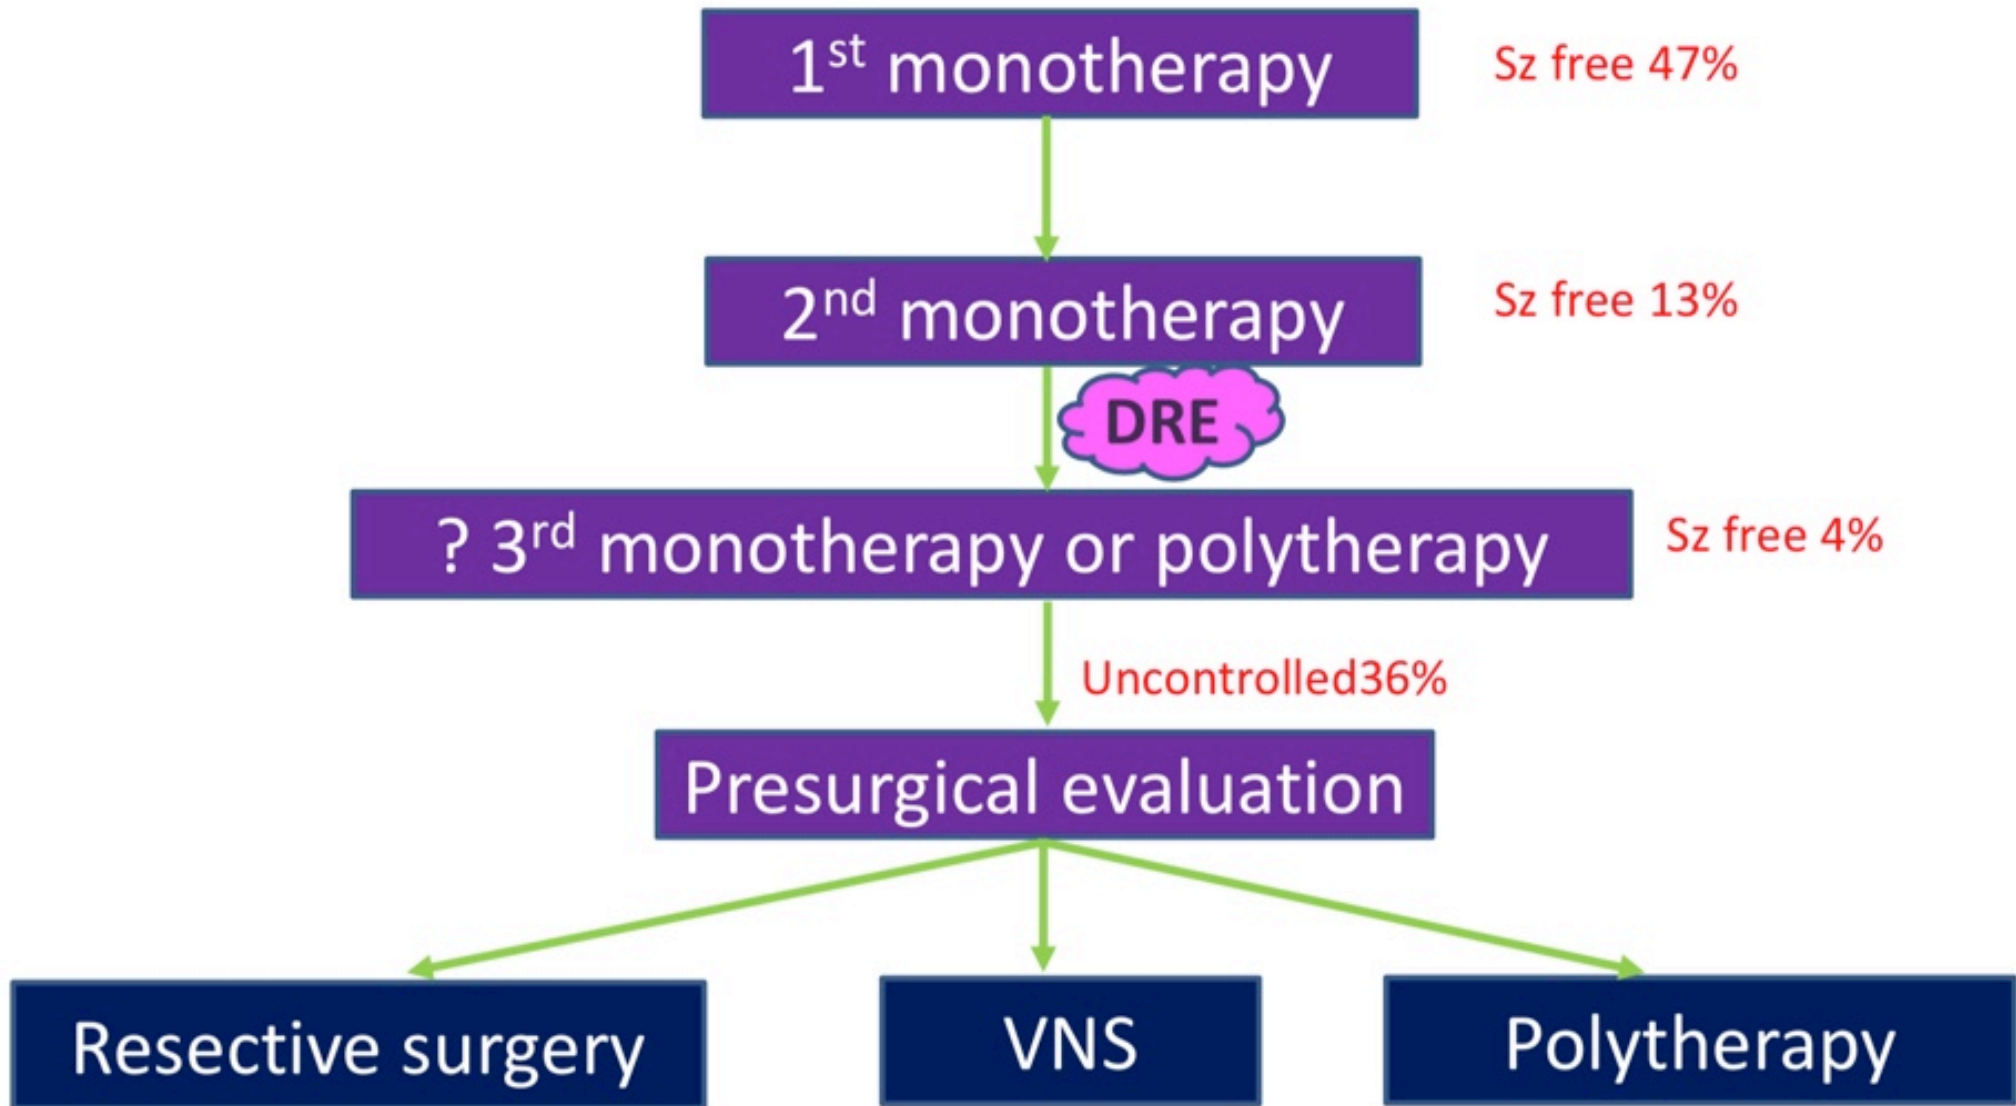 1st monotherapy
Sz free 47%
2nd monotherapy
Sz free 13%
DRE
? 3rd monotherapy or polytherapy
Sz free 4%
Uncontrolled36%
Presurgical evaluation
Resective surgery
VNS
Polytherapy